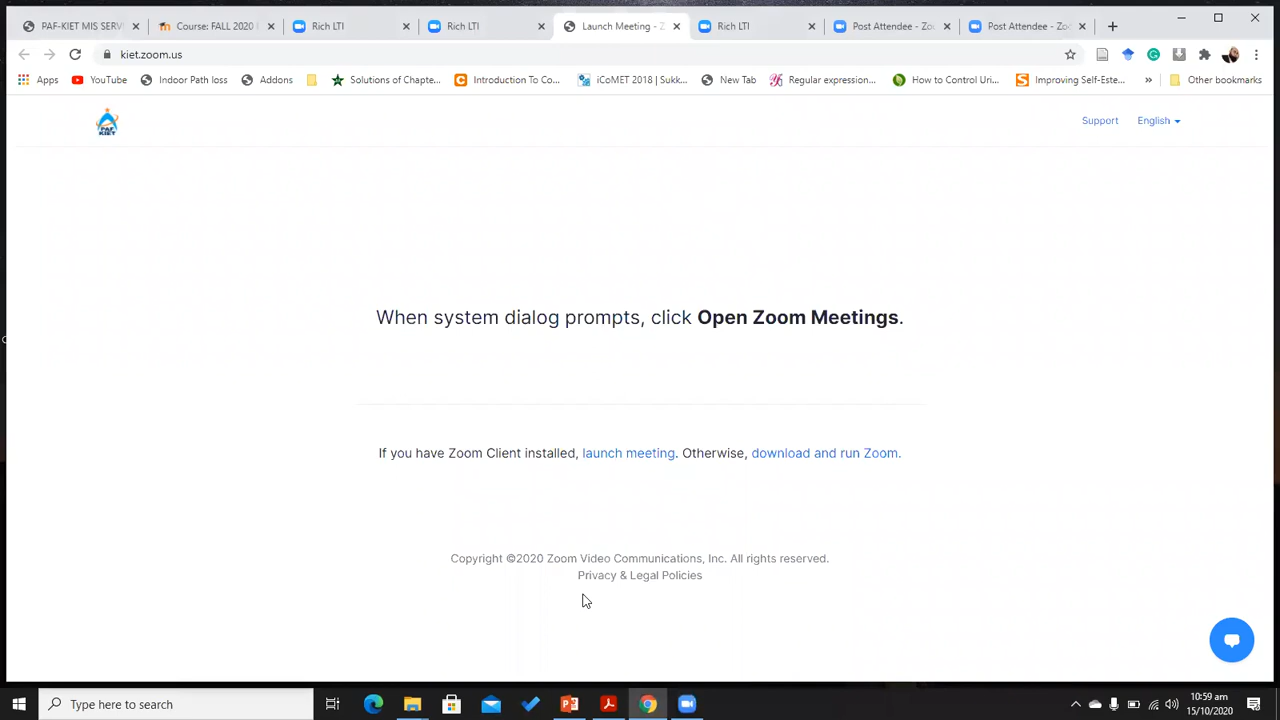 PAF-KIET MIS SERV
Course: FALL 2020
Rich LTI
Rich LTI
Launch Meeting - Z
Rich LTI
Post Attendee - Zo
Post Attendee - Zo
kiet.zoom.us
Apps
YouTube
Indoor Path loss
Addons
Solutions of Chapte...
Introduction To Co...
iCoMET 2018 | Sukk...
New Tab
Regular expression...
How to Control Uri...
Improving Self-Este...
»
Other bookmarks
PAF
KIET
Support
English
When system dialog prompts, click Open Zoom Meetings.
If you have Zoom Client installed, launch meeting. Otherwise, download and run Zoom.
Copyright ©2020 Zoom Video Communications, Inc. All rights reserved.
Privacy & Legal Policies
Type here to search
10:59 am
15/10/2020